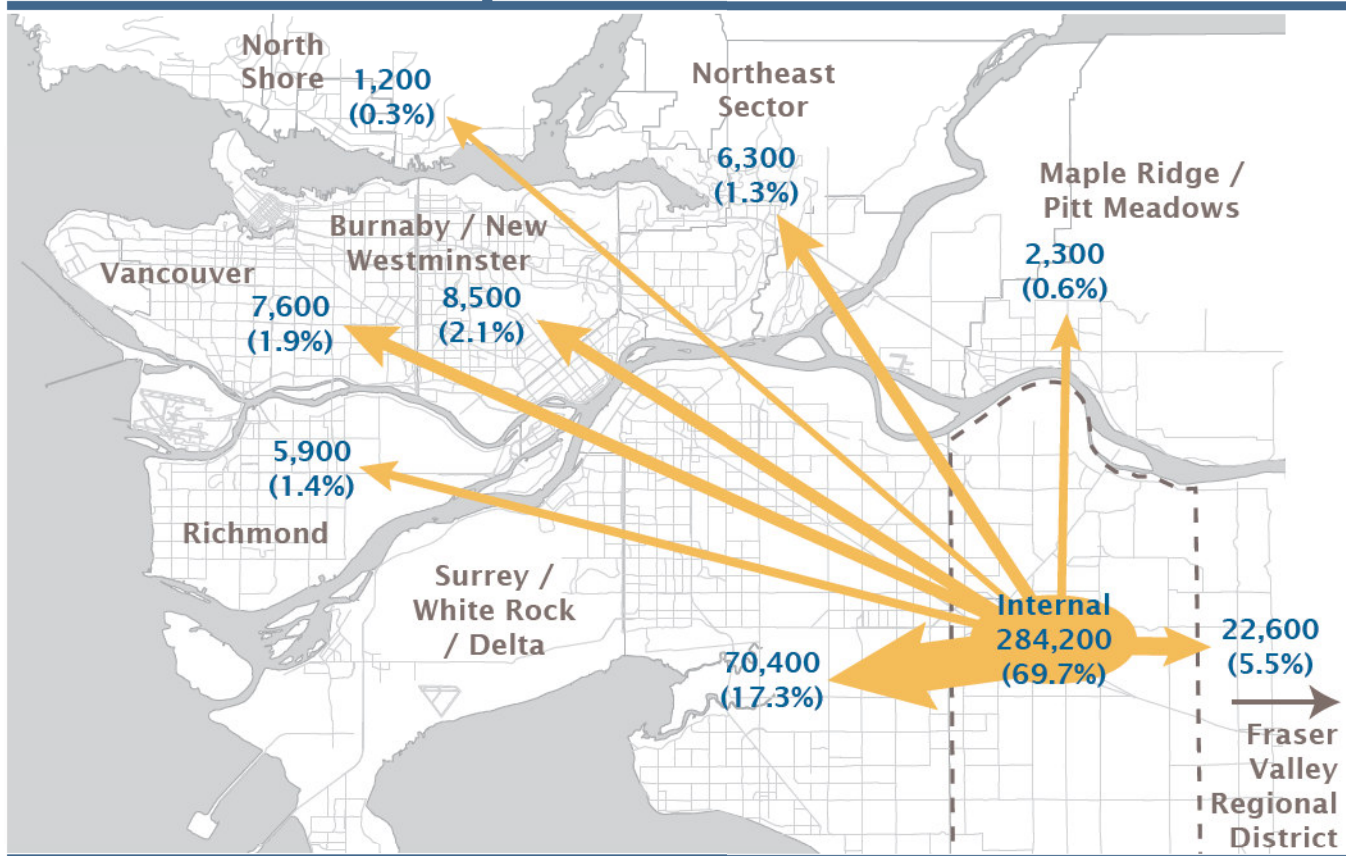 North
Shore
1,200
(0.3%)
Northeast
Sector
6,300
(1.3%)
Maple Ridge /
Pitt Meadows
2,300
(0.6%)
Burnaby / New
Westminster
8,500
(2.1%)
Vancouver
7,600
(1.9%)
5,900
(1.4%)
Richmond
Surrey /
White Rock
/ Delta
70,400
(17.3%)
Internal
284,200
(69.7%)
22,600
(5.5%)
Fraser
Valley
Regional
District